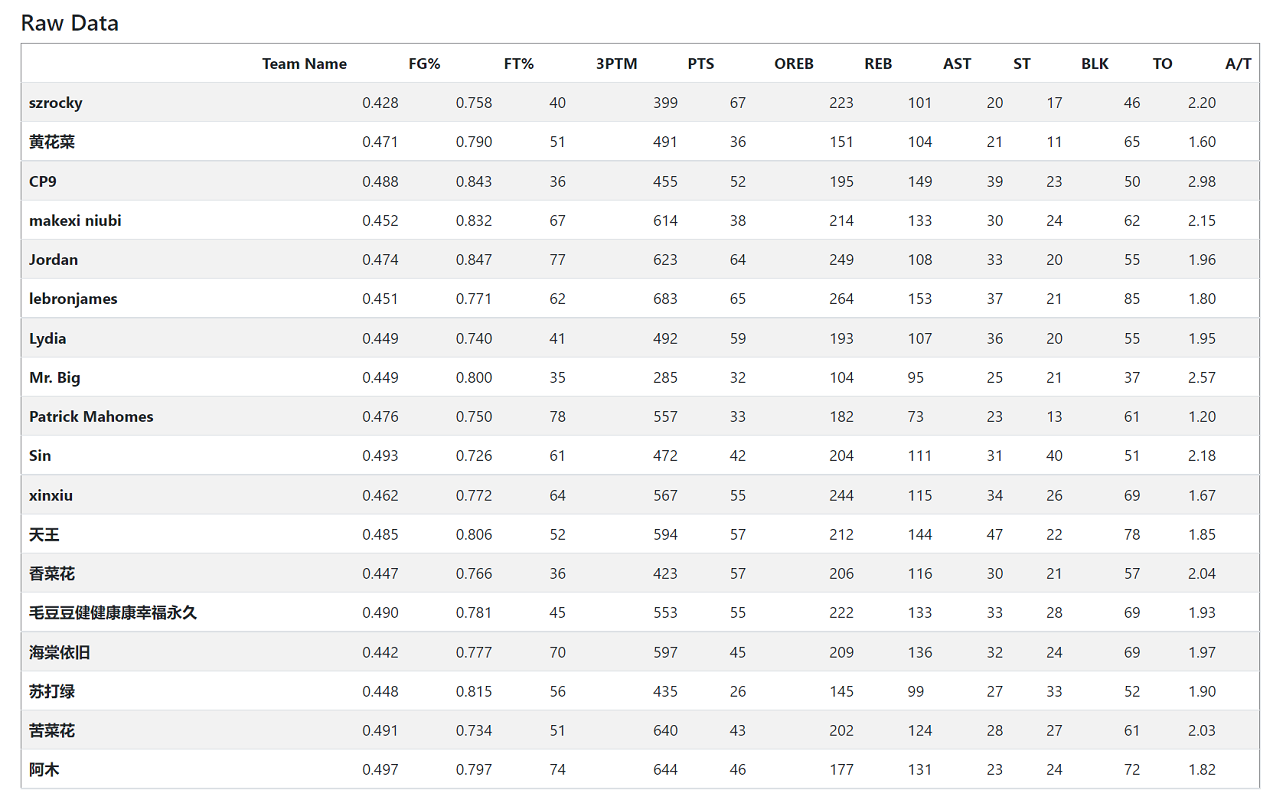 Raw Data
Team Name FG% FT% 3PTM PTS OREB REB AST ST BLK TO A/T
szrocky 0.428 0.758 40 399 67 223 101 20 17 46 2.20
黄花菜 0.471 0.790 51 491 36 151 104 21 11 65 1.60
CP9 0.488 0.843 36 455 52 195 149 39 23 50 2.98
makexi niubi 0.452 0.832 67 614 38 214 133 30 24 62 2.15
Jordan 0.474 0.847 77 623 64 249 108 33 20 55 1.96
lebronjames 0.451 0.771 62 683 65 264 153 37 21 85 1.80
Lydia 0.449 0.740 41 492 59 193 107 36 20 55 1.95
Mr. Big 0.449 0.800 35 285 32 104 95 25 21 37 2.57
Patrick Mahomes 0.476 0.750 78 557 33 182 73 23 13 61 1.20
Sin 0.493 0.726 61 472 42 204 111 31 40 51 2.18
xinxiu 0.462 0.772 64 567 55 244 115 34 26 69 1.67
天王 0.485 0.806 52 594 57 212 144 47 22 78 1.85
香菜花 0.447 0.766 36 423 57 206 116 30 21 57 2.04
毛豆豆健健康康幸福永久 0.490 0.781 45 553 55 222 133 33 28 69 1.93
海棠依旧 0.442 0.777 70 597 45 209 136 32 24 69 1.97
苏打绿 0.448 0.815 56 435 26 145 99 27 33 52 1.90
苦菜花 0.491 0.734 51 640 43 202 124 28 27 61 2.03
阿木 0.497 0.797 74 644 46 177 131 23 24 72 1.82